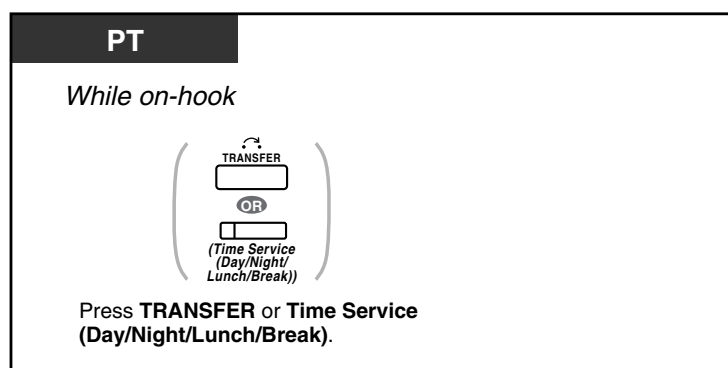 PT
While on-hook
TRANSFER
OR
(Time Service
(Day/Night/
Lunch/Break))
Press TRANSFER or Time Service
(Day/Night/Lunch/Break).